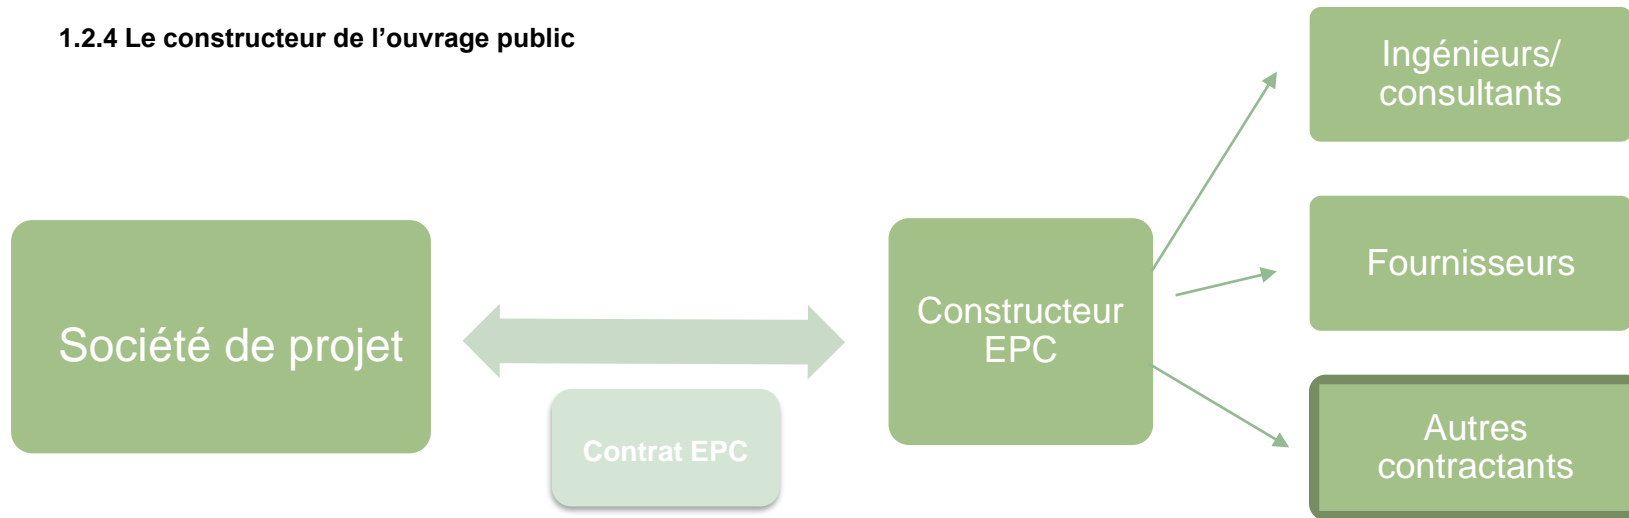 1.2.4 Le constructeur de l’ouvrage public
Ingénieurs/
consultants
Fournisseurs
Société de projet
Constructeur
EPC
Contrat EPC
Autres
contractants